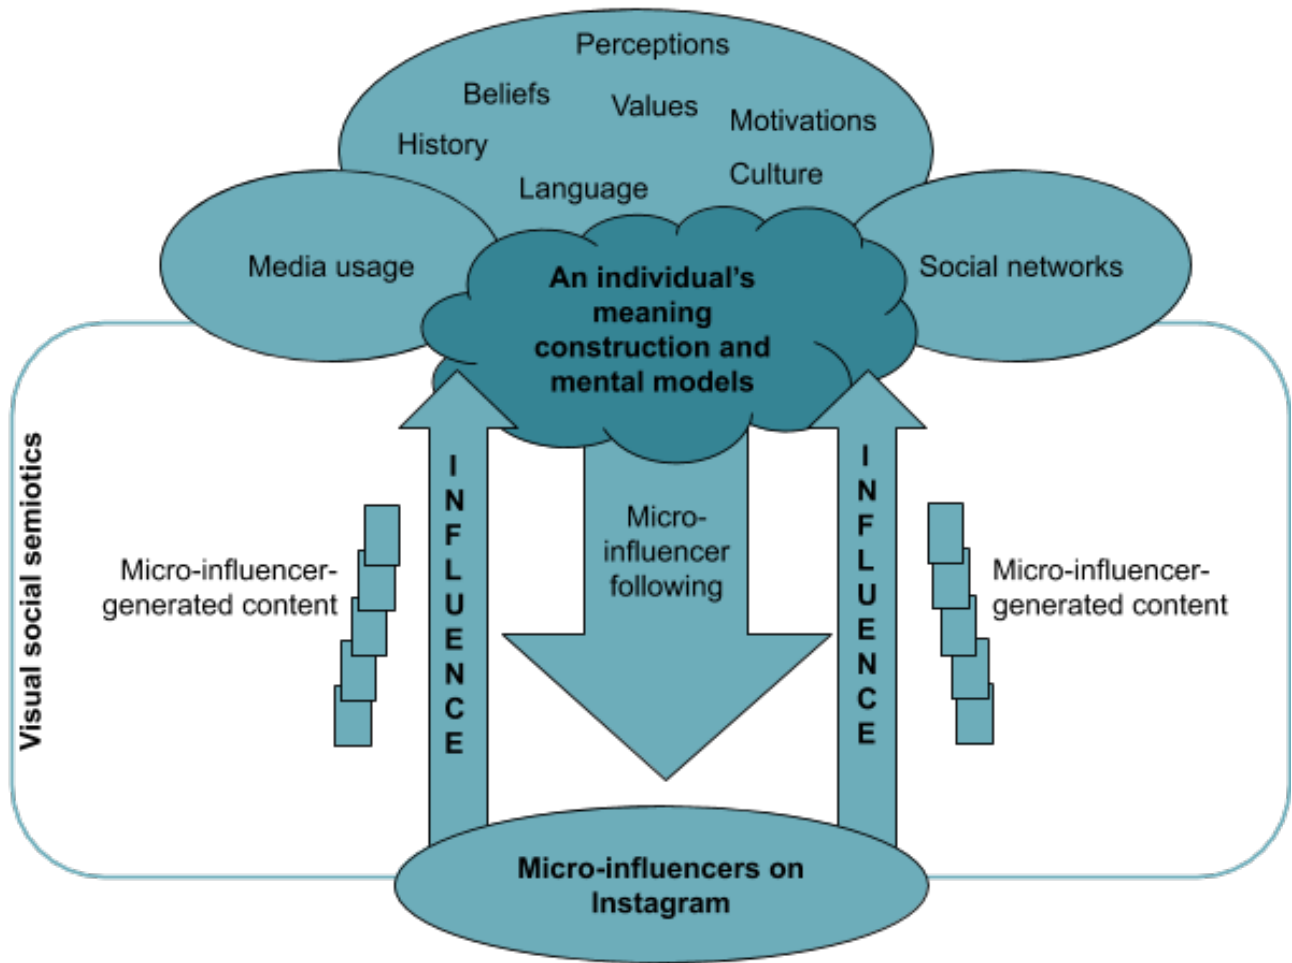 Perceptions
Beliefs
Values
Motivations
History
Language
Culture
Media usage
An individual's
meaning
construction and
mental models
Social networks
Visual social semiotics
Micro-influencer-
generated content
INFLUENCE
Micro-
influencer
following
INFLUENCE
Micro-influencer-
generated content
Micro-influencers on
Instagram